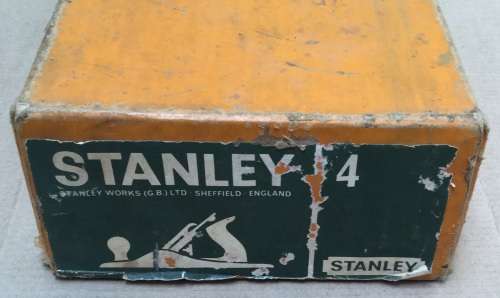 STANLEY
STANLEY WORKS (G.B.) LTD · SHEFFIELD · ENGLAND
4
STANLEY